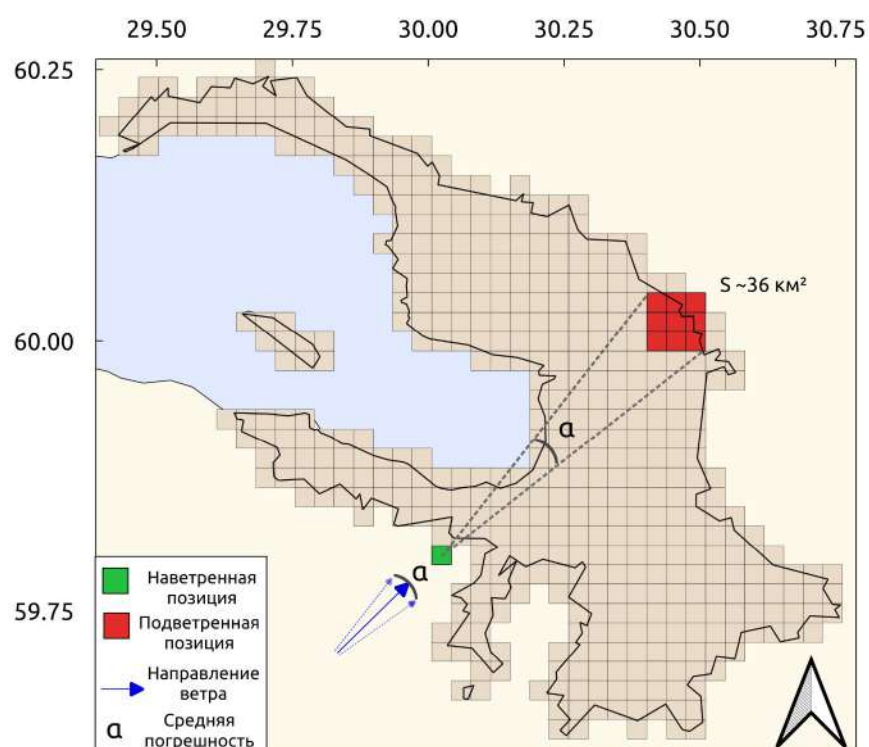 29.50 29.75 30.00 30.25 30.50 30.75
60.25
S ~36 км²
60.00
α
α
59.75
Наветренная
позиция
Подветренная
позиция
Направление
ветра
α Средняя
погрешность